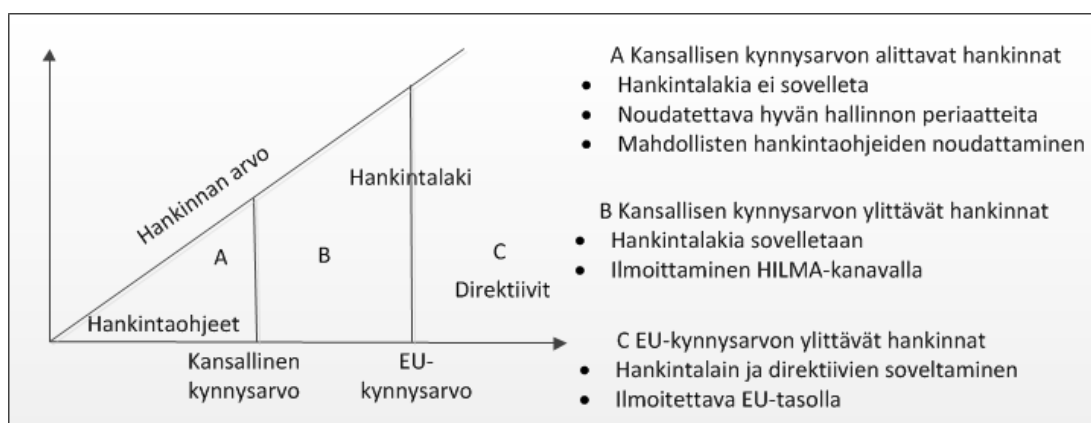 Hankinnan arvo
Hankintalaki
A
B
C
Direktiivit
Hankintaohjeet
Kansallinen
kynnysarvo
EU-
kynnysarvo
A Kansallisen kynnysarvon alittavat hankinnat
• Hankintalakia ei sovelleta
• Noudatettava hyvän hallinnon periaatteita
• Mahdollisten hankintaohjeiden noudattaminen
B Kansallisen kynnysarvon ylittävät hankinnat
• Hankintalakia sovelletaan
• Ilmoittaminen HILMA-kanavalla
C EU-kynnysarvon ylittävät hankinnat
• Hankintalain ja direktiivien soveltaminen
• Ilmoitettava EU-tasolla